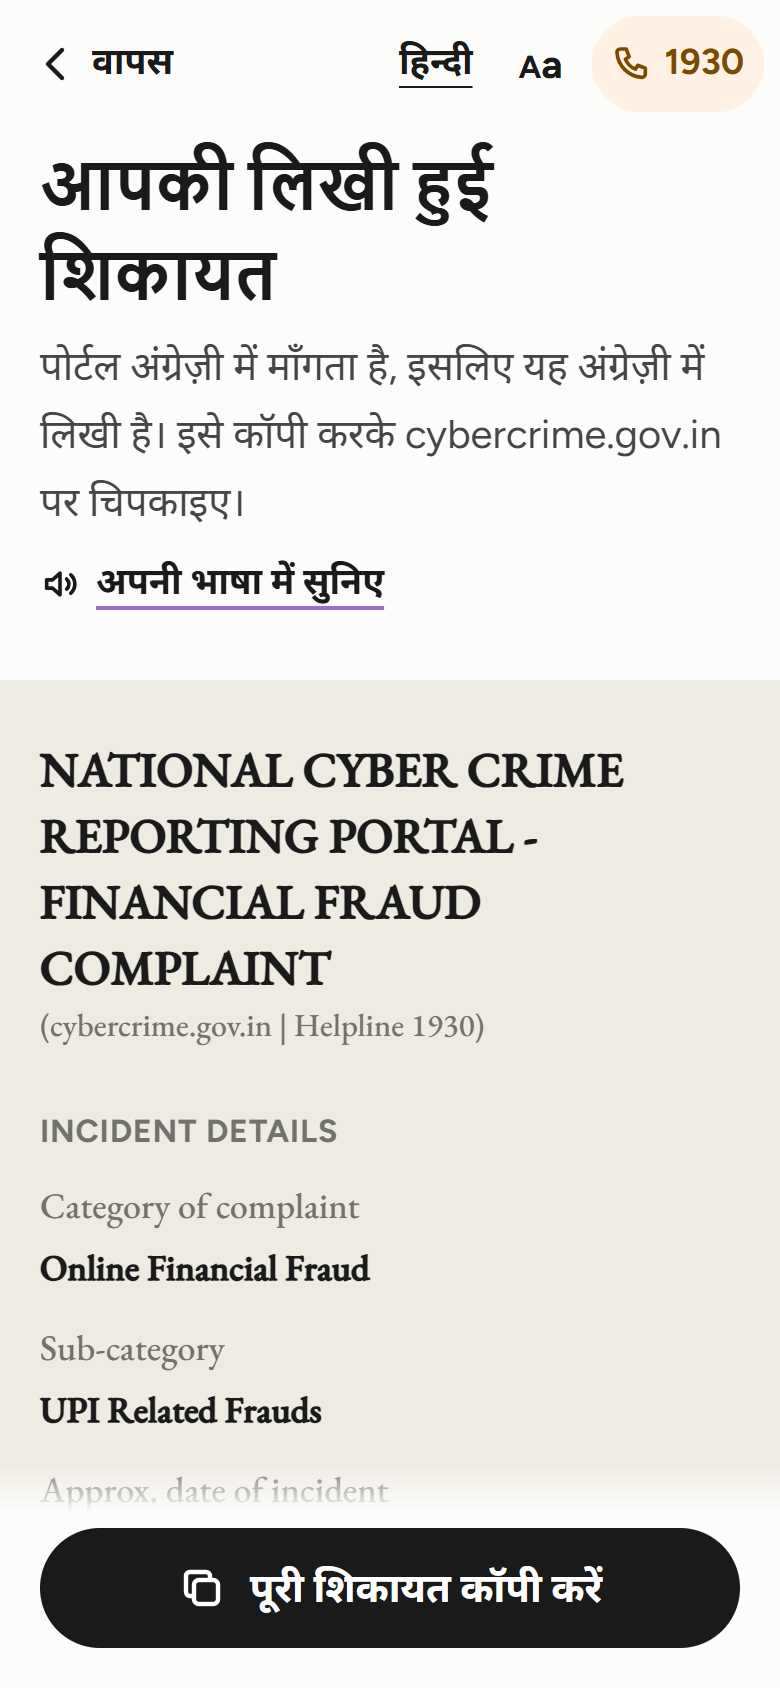 वापस
हिन्दी
Aa
1930
आपकी लिखी हुई
शिकायत
पोर्टल अंग्रेज़ी में माँगता है, इसलिए यह अंग्रेज़ी में
लिखी है। इसे कॉपी करके cybercrime.gov.in
पर चिपकाइए।
अपनी भाषा में सुनिए
NATIONAL CYBER CRIME
REPORTING PORTAL -
FINANCIAL FRAUD
COMPLAINT
(cybercrime.gov.in | Helpline 1930)
INCIDENT DETAILS
Category of complaint
Online Financial Fraud
Sub-category
UPI Related Frauds
Approx. date of incident
पूरी शिकायत कॉपी करें